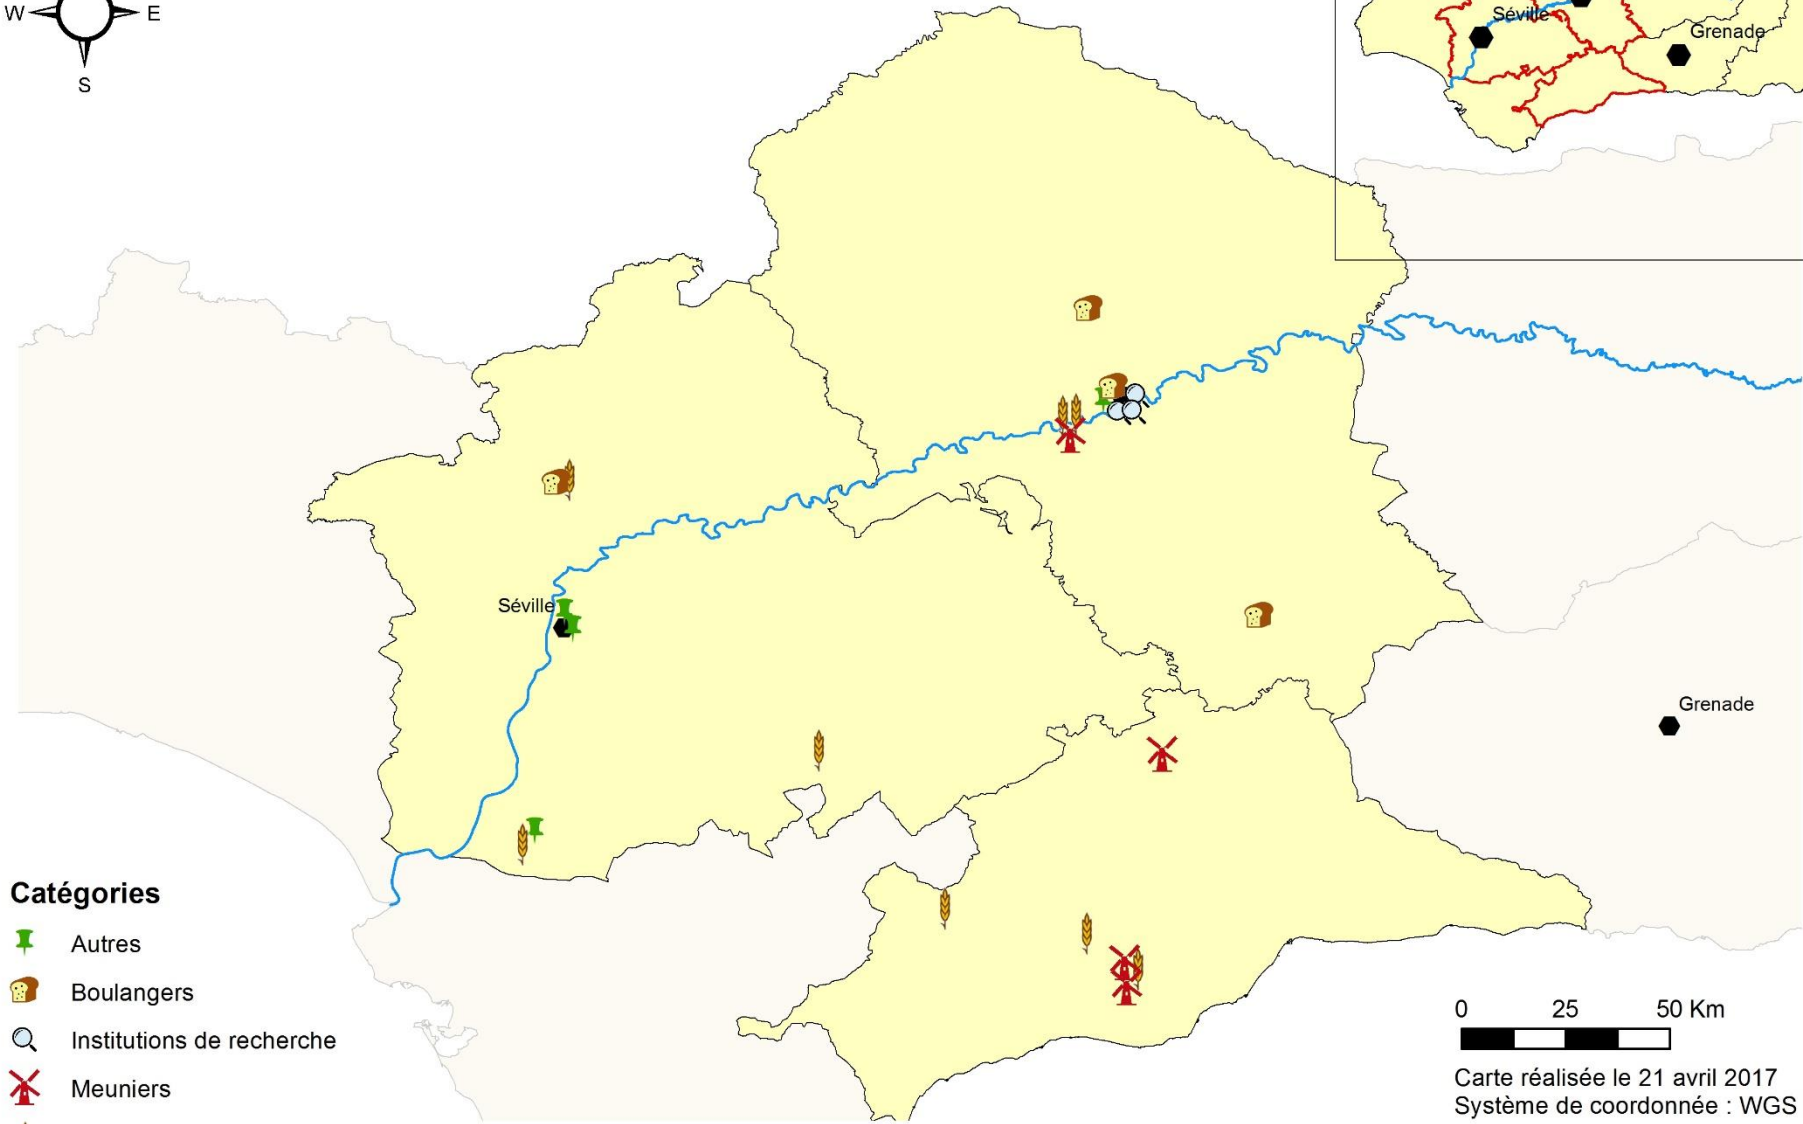 W E
S
Séville
Grenade
Séville
Grenade
Catégories
Autres
Boulangers
Institutions de recherche
Meuniers
0 25 50 Km
Carte réalisée le 21 avril 2017
Système de coordonnée : WGS